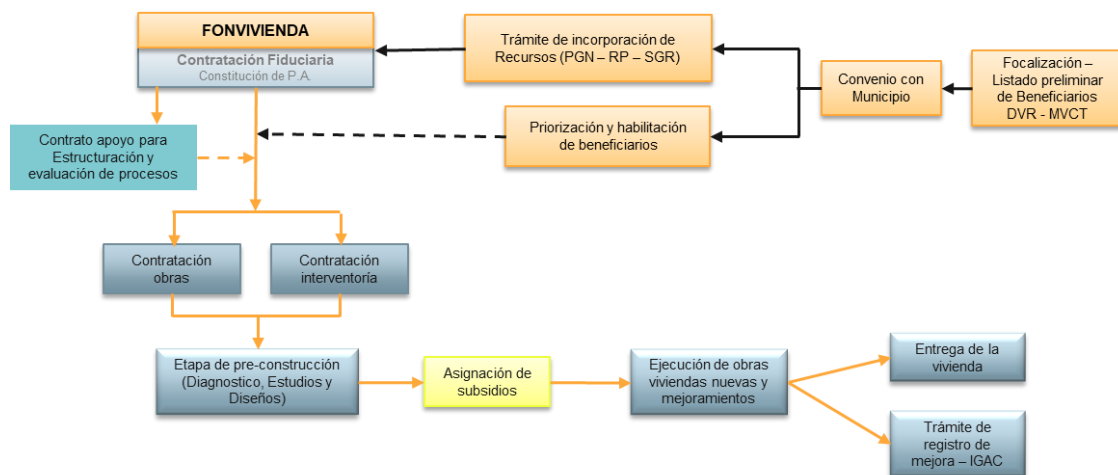 FONVIVIENDA
Contratación Fiduciaria
Constitución de P.A.
Trámite de incorporación de
Recursos (PGN – RP – SGR)
Convenio con
Municipio
Focalización –
Listado preliminar
de Beneficiarios
DVR - MVCT
Priorización y habilitación
de beneficiarios
Contrato apoyo para
Estructuración y
evaluación de procesos
Contratación
obras
Contratación
interventoría
Etapa de pre-construcción
(Diagnostico, Estudios y
Diseños)
Asignación de
subsidios
Ejecución de obras
viviendas nuevas y
mejoramientos
Entrega de la
vivienda
Trámite de
registro de
mejora – IGAC